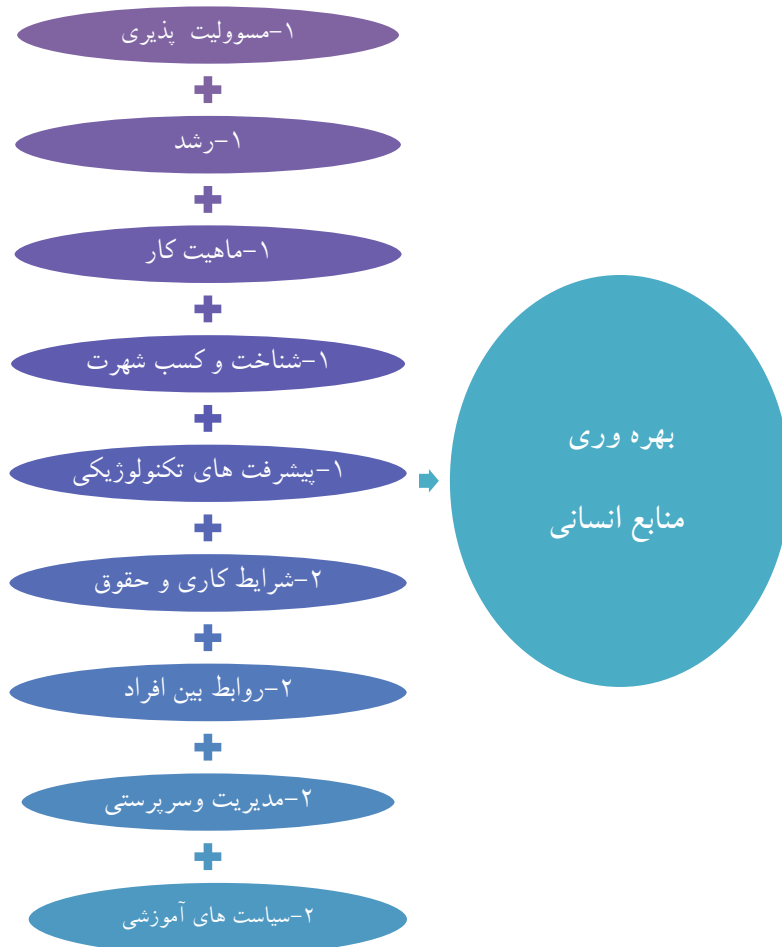 ۱-مسوولیت پذیری
۱-رشد
۱-ماهیت کار
۱-شناخت و کسب شهرت
۱-پیشرفت های تکنولوژیکی
۲-شرایط کاری و حقوق
۲-روابط بین افراد
۲-مدیریت وسرپرستی
۲-سیاست های آموزشی
بهره وری
منابع انسانی